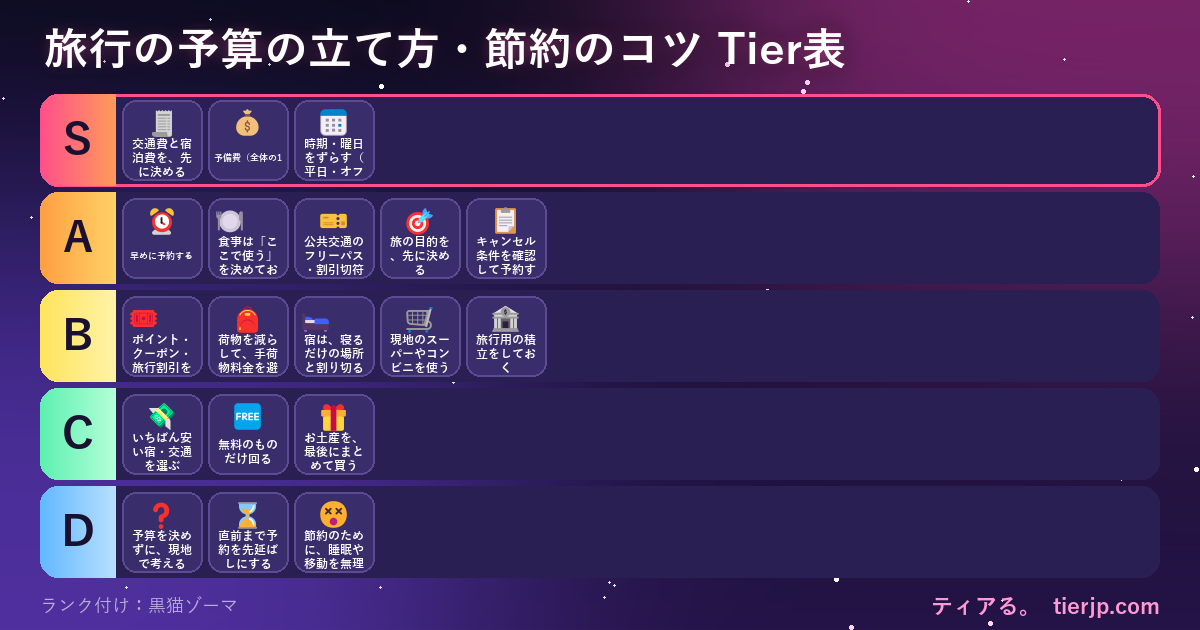 旅行の予算の立て方・節約のコツ Tier表
S
交通費と宿
泊費を、先
に決める
予備費（全体の1
時期・曜日
をずらす（
平日・オフ
A
早めに予約する
食事は「こ
こで使う」
を決めてお
公共交通の
フリーパス
・割引切符
旅の目的を
、先に決め
る
キャンセル
条件を確認
して予約す
B
ポイント・
クーポン・
旅行割引を
荷物を減ら
して、手荷
物料金を避
宿は、寝る
だけの場所
と割り切る
現地のスー
パーやコン
ビニを使う
旅行用の積
立をしてお
く
C
いちばん安
い宿・交通
を選ぶ
FREE
無料のもの
だけ回る
お土産を、
最後にまと
めて買う
D
予算を決め
ずに、現地
で考える
直前まで予
約を先延ば
しにする
節約のため
に、睡眠や
移動を無理
ランク付け：黒猫ゾーマ
ティアる。 tierjp.com